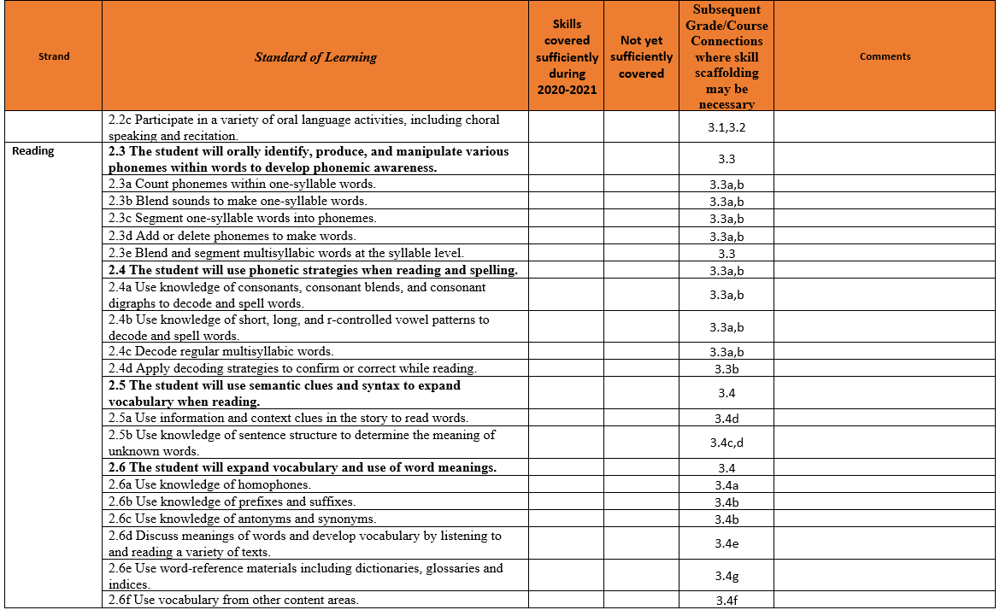 Strand
Standard of Learning
Skills
covered
sufficiently
during
2020-2021
Not yet
sufficiently
covered
Subsequent
Grade/Course
Connections
where skill
scaffolding
may be
necessary
Comments
2.2c Participate in a variety of oral language activities, including choral
speaking and recitation.
3.1,3.2
Reading
2.3 The student will orally identify, produce, and manipulate various
phonemes within words to develop phonemic awareness.
3.3
2.3a Count phonemes within one-syllable words.
3.3a,b
2.3b Blend sounds to make one-syllable words.
3.3a,b
2.3c Segment one-syllable words into phonemes.
3.3a,b
2.3d Add or delete phonemes to make words.
3.3a,b
2.3e Blend and segment multisyllabic words at the syllable level.
3.3
2.4 The student will use phonetic strategies when reading and spelling.
3.3a,b
2.4a Use knowledge of consonants, consonant blends, and consonant
digraphs to decode and spell words.
3.3a,b
2.4b Use knowledge of short, long, and r-controlled vowel patterns to
decode and spell words.
3.3a,b
2.4c Decode regular multisyllabic words.
3.3a,b
2.4d Apply decoding strategies to confirm or correct while reading.
3.3b
2.5 The student will use semantic clues and syntax to expand
vocabulary when reading.
3.4
2.5a Use information and context clues in the story to read words.
3.4d
2.5b Use knowledge of sentence structure to determine the meaning of
unknown words.
3.4c,d
2.6 The student will expand vocabulary and use of word meanings.
3.4
2.6a Use knowledge of homophones.
3.4a
2.6b Use knowledge of prefixes and suffixes.
3.4b
2.6c Use knowledge of antonyms and synonyms.
3.4b
2.6d Discuss meanings of words and develop vocabulary by listening to
and reading a variety of texts.
3.4e
2.6e Use word-reference materials including dictionaries, glossaries and
indices.
3.4g
2.6f Use vocabulary from other content areas.
3.4f